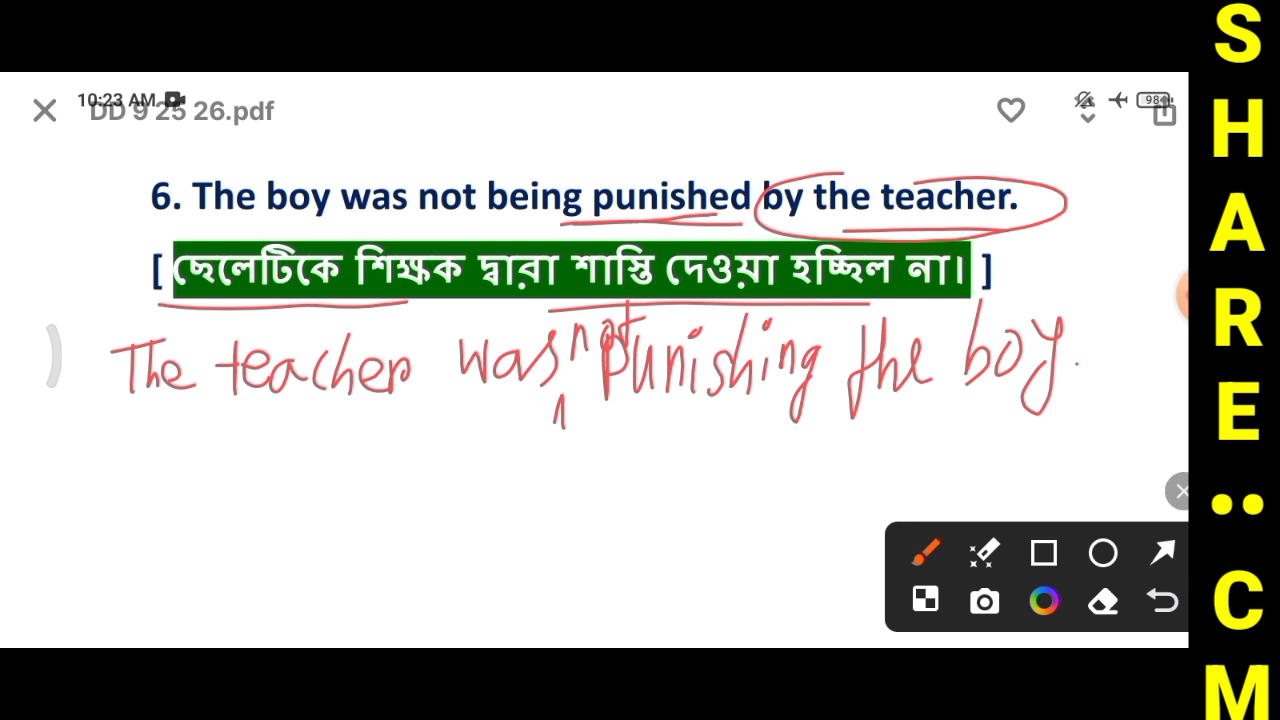 10:23 AM
DD 9 25 26.pdf
98
6. The boy was not being punished by the teacher.
[ ছেলেটিকে শিক্ষক দ্বারা শাস্তি দেওয়া হচ্ছিল না। ]
The teacher was not punishing the boy.
SHARE••CM